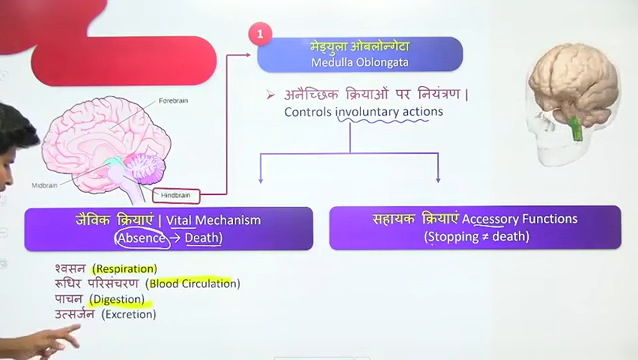 1
मेड्युला ओबलोन्गेटा
Medulla Oblongata
अनैच्छिक क्रियाओं पर नियंत्रण |
Controls involuntary actions
Forebrain
Midbrain
Hindbrain
जैविक क्रियाएं | Vital Mechanism
(Absence → Death)
सहायक क्रियाएं Accessory Functions
(Stopping ≠ death)
श्वसन (Respiration)
रूधिर परिसंचरण (Blood Circulation)
पाचन (Digestion)
उत्सर्जन (Excretion)